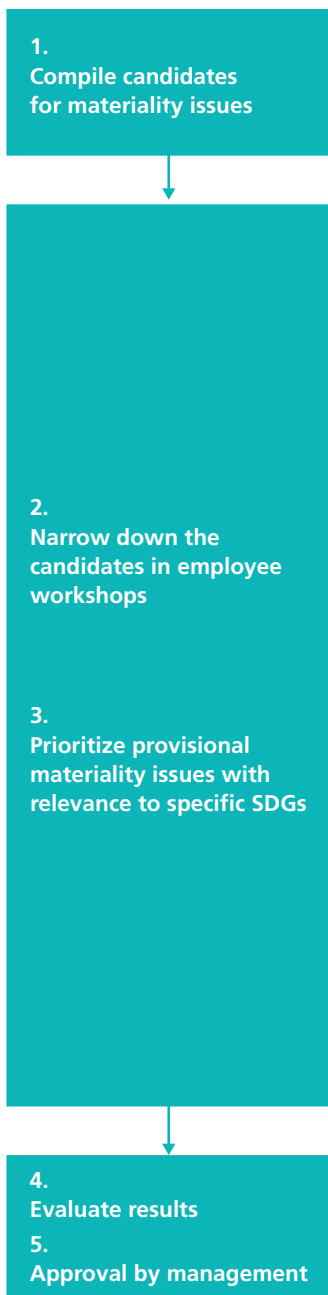 1.
Compile candidates
for materiality issues
2.
Narrow down the
candidates in employee
workshops
3.
Prioritize provisional
materiality issues with
relevance to specific SDGs
4.
Evaluate results
5.
Approval by management